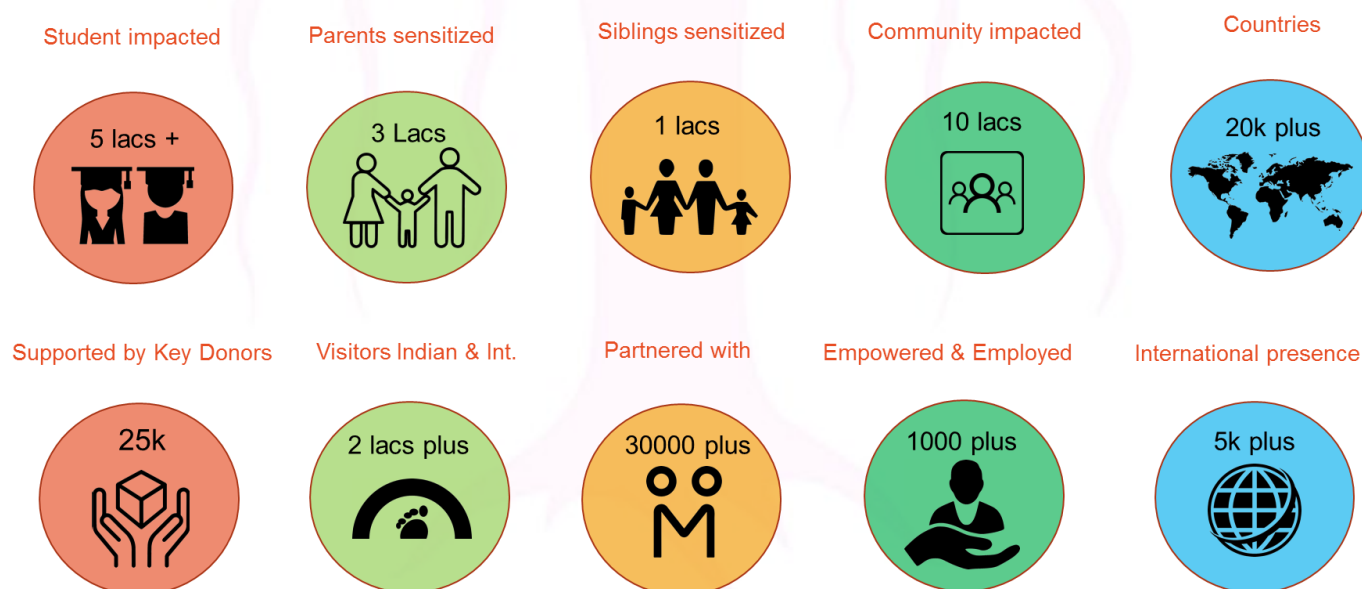 Student impacted
Parents sensitized
Siblings sensitized
Community impacted
Countries
5 lacs +
3 Lacs
1 lacs
10 lacs
20k plus
Supported by Key Donors
Visitors Indian & Int.
Partnered with
Empowered & Employed
International presence
25k
2 lacs plus
30000 plus
1000 plus
5k plus